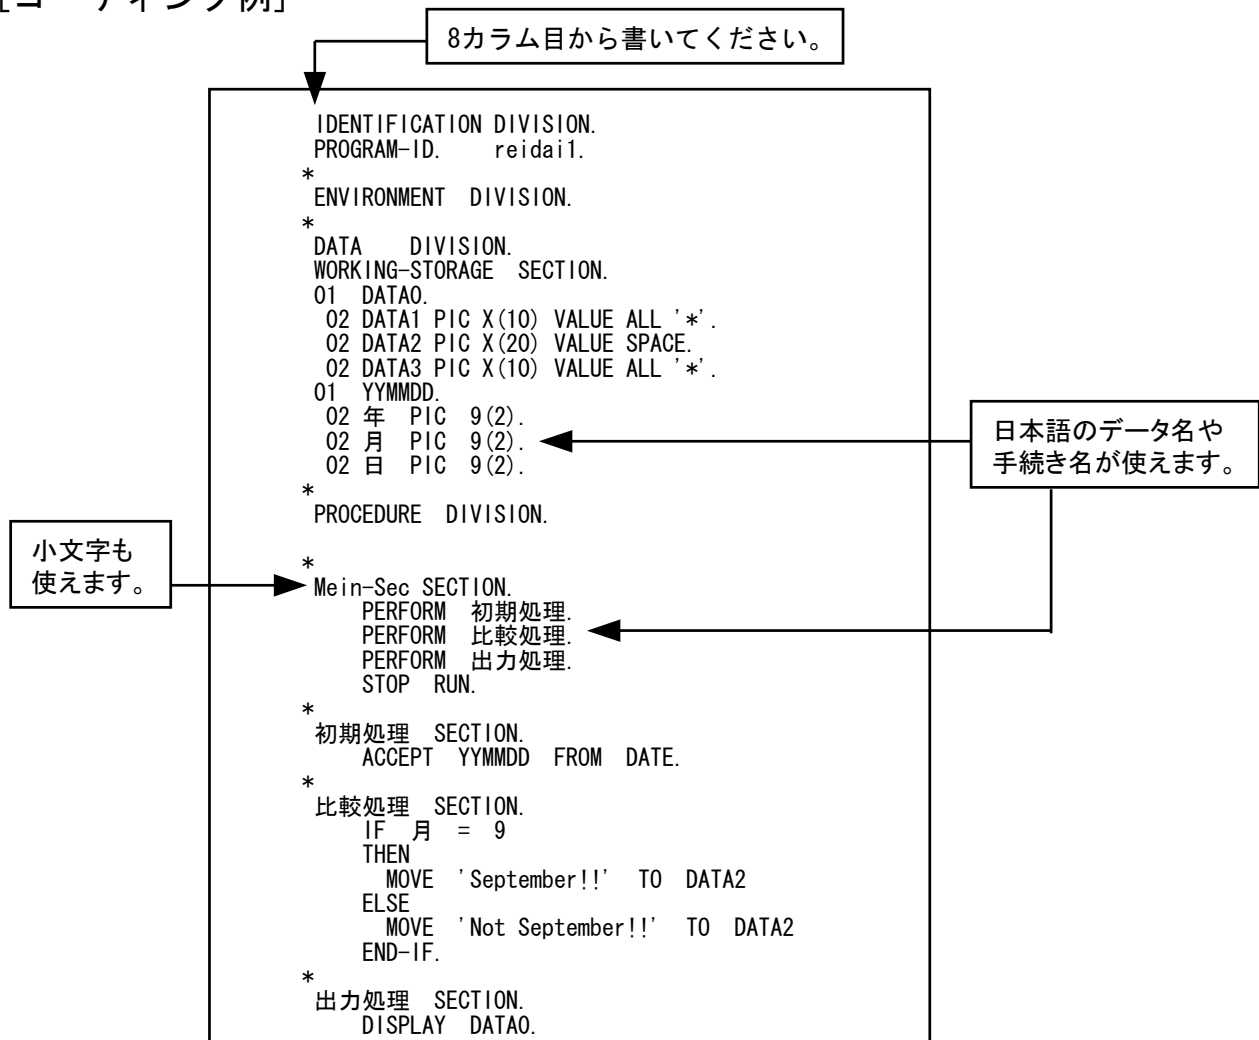 [コーディング例]
8カラム目から書いてください。
IDENTIFICATION DIVISION.
PROGRAM-ID. reidai1.
*
ENVIRONMENT DIVISION.
*
DATA DIVISION.
WORKING-STORAGE SECTION.
01 DATA0.
02 DATA1 PIC X(10) VALUE ALL '*'.
02 DATA2 PIC X(20) VALUE SPACE.
02 DATA3 PIC X(10) VALUE ALL '*'.
01 YYMMDD.
02 年 PIC 9(2).
02 月 PIC 9(2).
02 日 PIC 9(2).
日本語のデータ名や
手続き名が使えます。
*
PROCEDURE DIVISION.
小文字も
使えます。
*
Mein-Sec SECTION.
PERFORM 初期処理.
PERFORM 比較処理.
PERFORM 出力処理.
STOP RUN.
*
初期処理 SECTION.
ACCEPT YYMMDD FROM DATE.
*
比較処理 SECTION.
IF 月 = 9
THEN
MOVE 'September!!' TO DATA2
ELSE
MOVE 'Not September!!' TO DATA2
END-IF.
*
出力処理 SECTION.
DISPLAY DATA0.